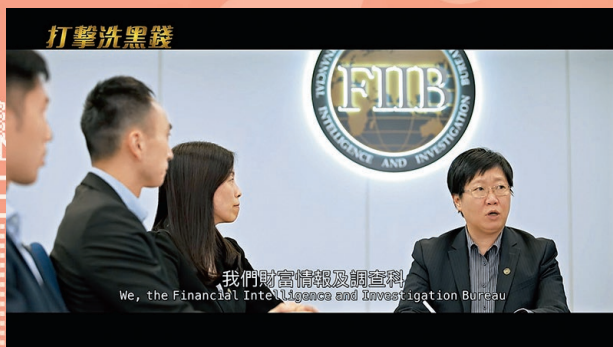 打擊洗黑錢
FIIB
FINANCIAL INTELLIGENCE AND INVESTIGATION BUREAU
我們財富情報及調查科
We, the Financial Intelligence and Investigation Bureau